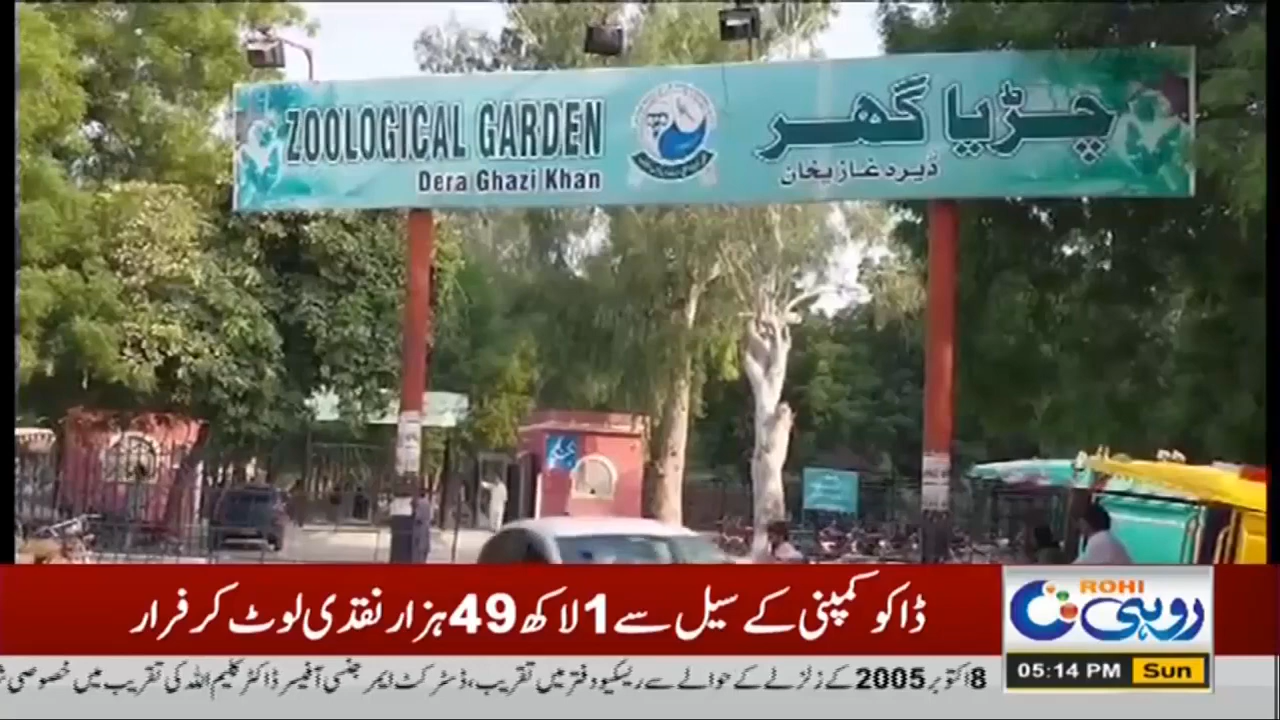 ZOOLOGICAL GARDEN
Dera Ghazi Khan
چڑیا گھر
ڈیرہ غازیخان
ڈاکو کمپنی کے سیل سے 1 لاکھ 49 ہزار نقدی لوٹ کر فرار
ROHI
روہی
05:14 PM Sun
8 اکتوبر 2005 کے زلزلے کے حوالے سے ریسکیو دفتر میں تقریب، ڈسٹرکٹ ایمرجنسی آفیسر ڈاکٹر کلیم اللہ کی تقریب میں خصوصی